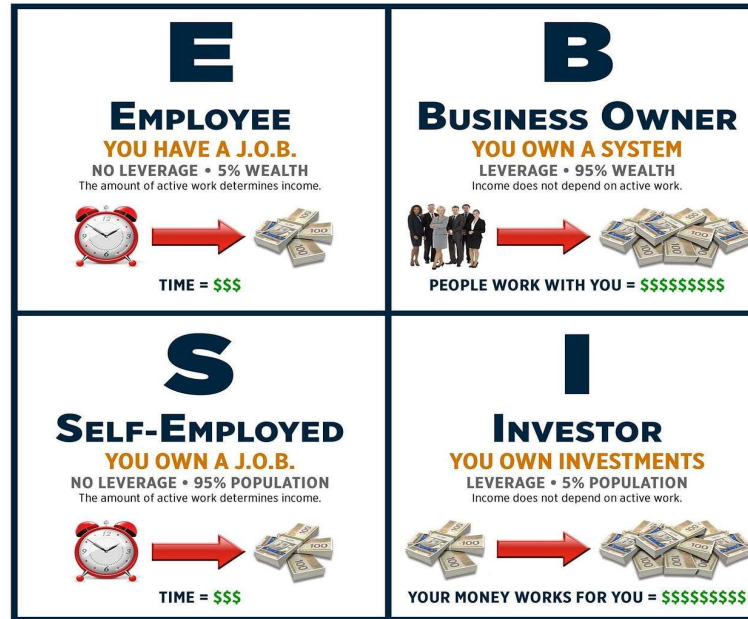 E
EMPLOYEE
YOU HAVE A J.O.B.
NO LEVERAGE • 5% WEALTH
The amount of active work determines income.
TIME = $$$
B
BUSINESS OWNER
YOU OWN A SYSTEM
LEVERAGE • 95% WEALTH
Income does not depend on active work.
PEOPLE WORK WITH YOU = $$$$$$$$$
S
SELF-EMPLOYED
YOU OWN A J.O.B.
NO LEVERAGE • 95% POPULATION
The amount of active work determines income.
TIME = $$$
I
INVESTOR
YOU OWN INVESTMENTS
LEVERAGE • 5% POPULATION
Income does not depend on active work.
YOUR MONEY WORKS FOR YOU = $$$$$$$$$